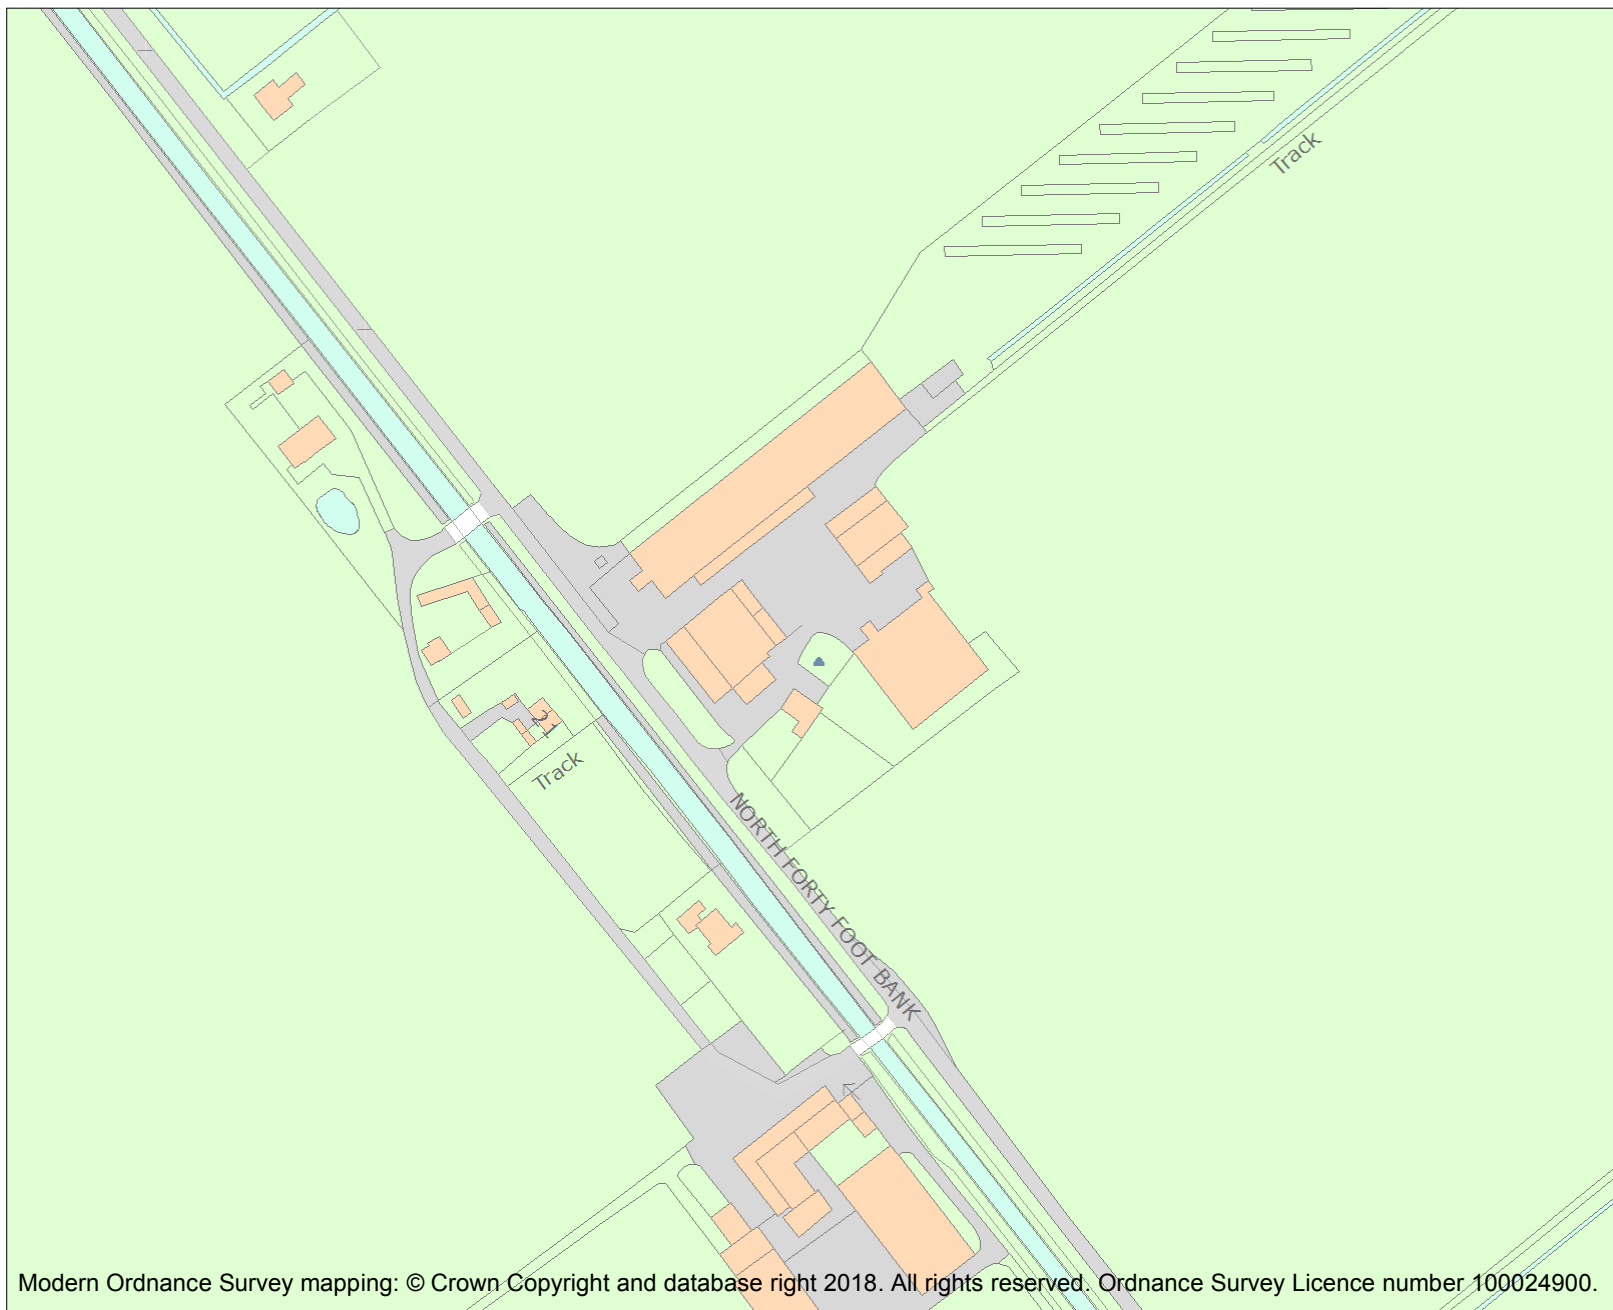 Track
21
Track
NORTH FORTY FOOT BANK
Modern Ordnance Survey mapping: © Crown Copyright and database right 2018. All rights reserved. Ordnance Survey Licence number 100024900.